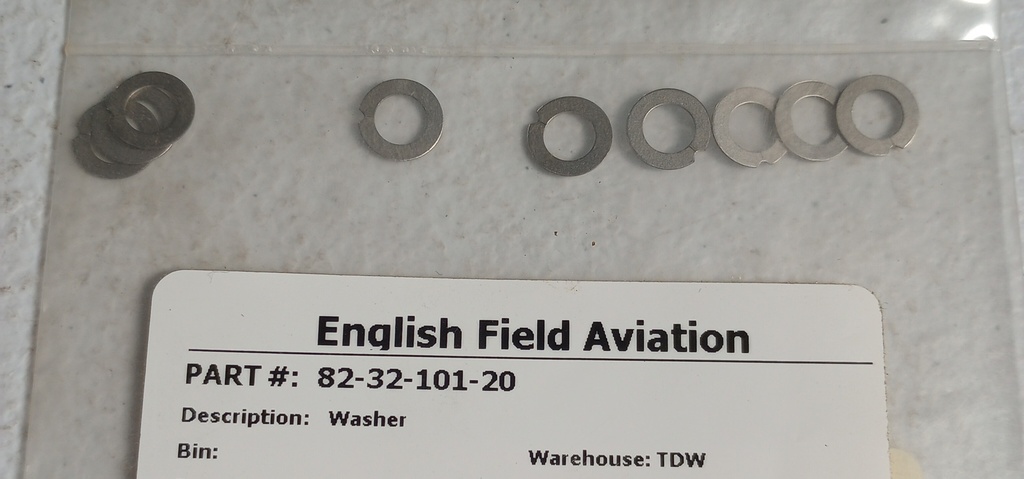 English Field Aviation
PART #: 82-32-101-20
Description: Washer
Bin:
Warehouse: TDW